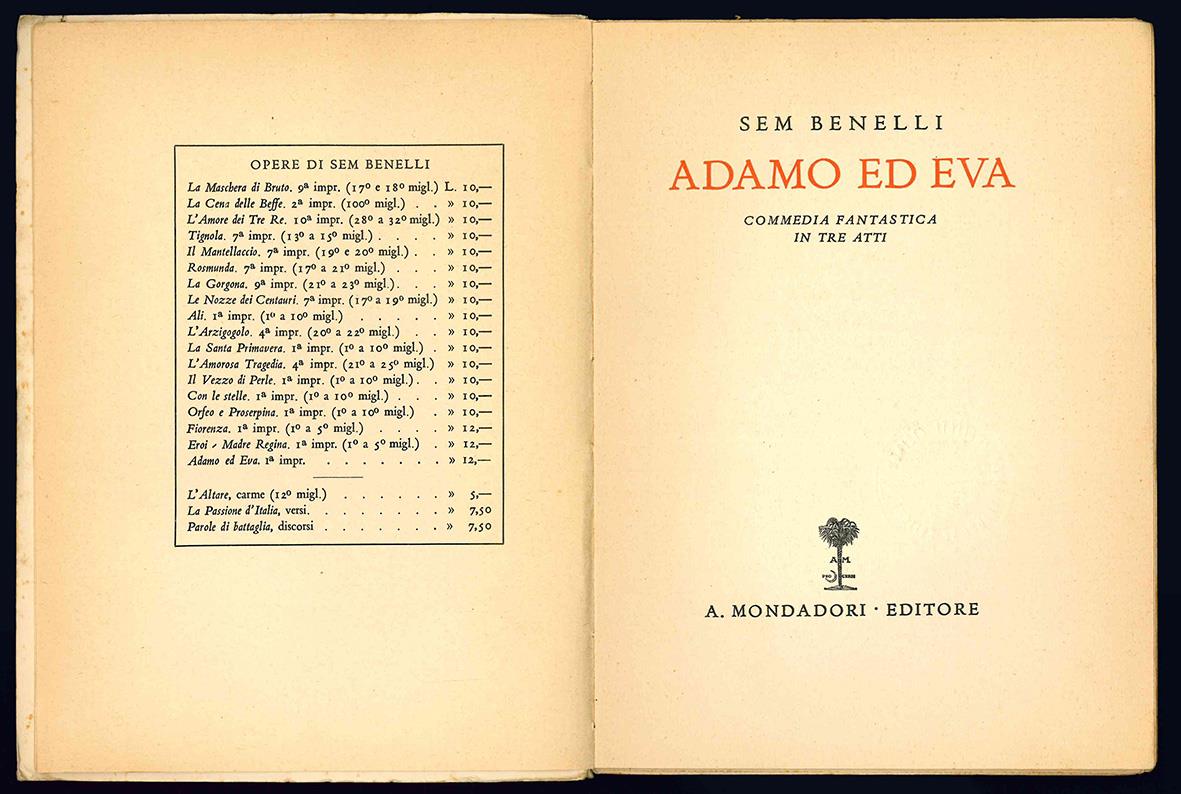 OPERE DI SEM BENELLI
La Maschera di Bruto. 9ª impr. (17º e 18º migl.) L. 10,—
La Cena delle Beffe. 2ª impr. (100º migl.) . . » 10,—
L'Amore dei Tre Re. 10ª impr. (28º a 32º migl.) » 10,—
Tignola. 7ª impr. (13º a 15º migl.) . . . . » 10,—
Il Mantellaccio. 7ª impr. (19º e 20º migl.) . . » 10,—
Rosmunda. 7ª impr. (17º a 21º migl.) . . . » 10,—
La Gorgona. 9ª impr. (21º a 23º migl.) . . . » 10,—
Le Nozze dei Centauri. 7ª impr. (17º a 19º migl.) » 10,—
Ali. 1ª impr. (1º a 10º migl.) . . . . . » 10,—
L'Arzigogolo. 4ª impr. (20º a 22º migl.) . . » 10,—
La Santa Primavera. 1ª impr. (1º a 10º migl.) . » 10,—
L'Amorosa Tragedia. 4ª impr. (21º a 25º migl.) » 10,—
Il Vezzo di Perle. 1ª impr. (1º a 10º migl.) . . » 10,—
Con le stelle. 1ª impr. (1º a 10º migl.) . . . » 10,—
Orfeo e Proserpina. 1ª impr. (1º a 10º migl.) . » 10,—
Fiorenza. 1ª impr. (1º a 5º migl.) . . . . » 12,—
Eroi - Madre Regina. 1ª impr. (1º a 5º migl.) . » 12,—
Adamo ed Eva. 1ª impr. . . . . . . . » 12,—
L'Altare, carme (12º migl.) . . . . . . » 5,—
La Passione d'Italia, versi. . . . . . . » 7,50
Parole di battaglia, discorsi . . . . . . . » 7,50
SEM BENELLI
ADAMO ED EVA
COMMEDIA FANTASTICA
IN TRE ATTI
A. M.
A. MONDADORI · EDITORE